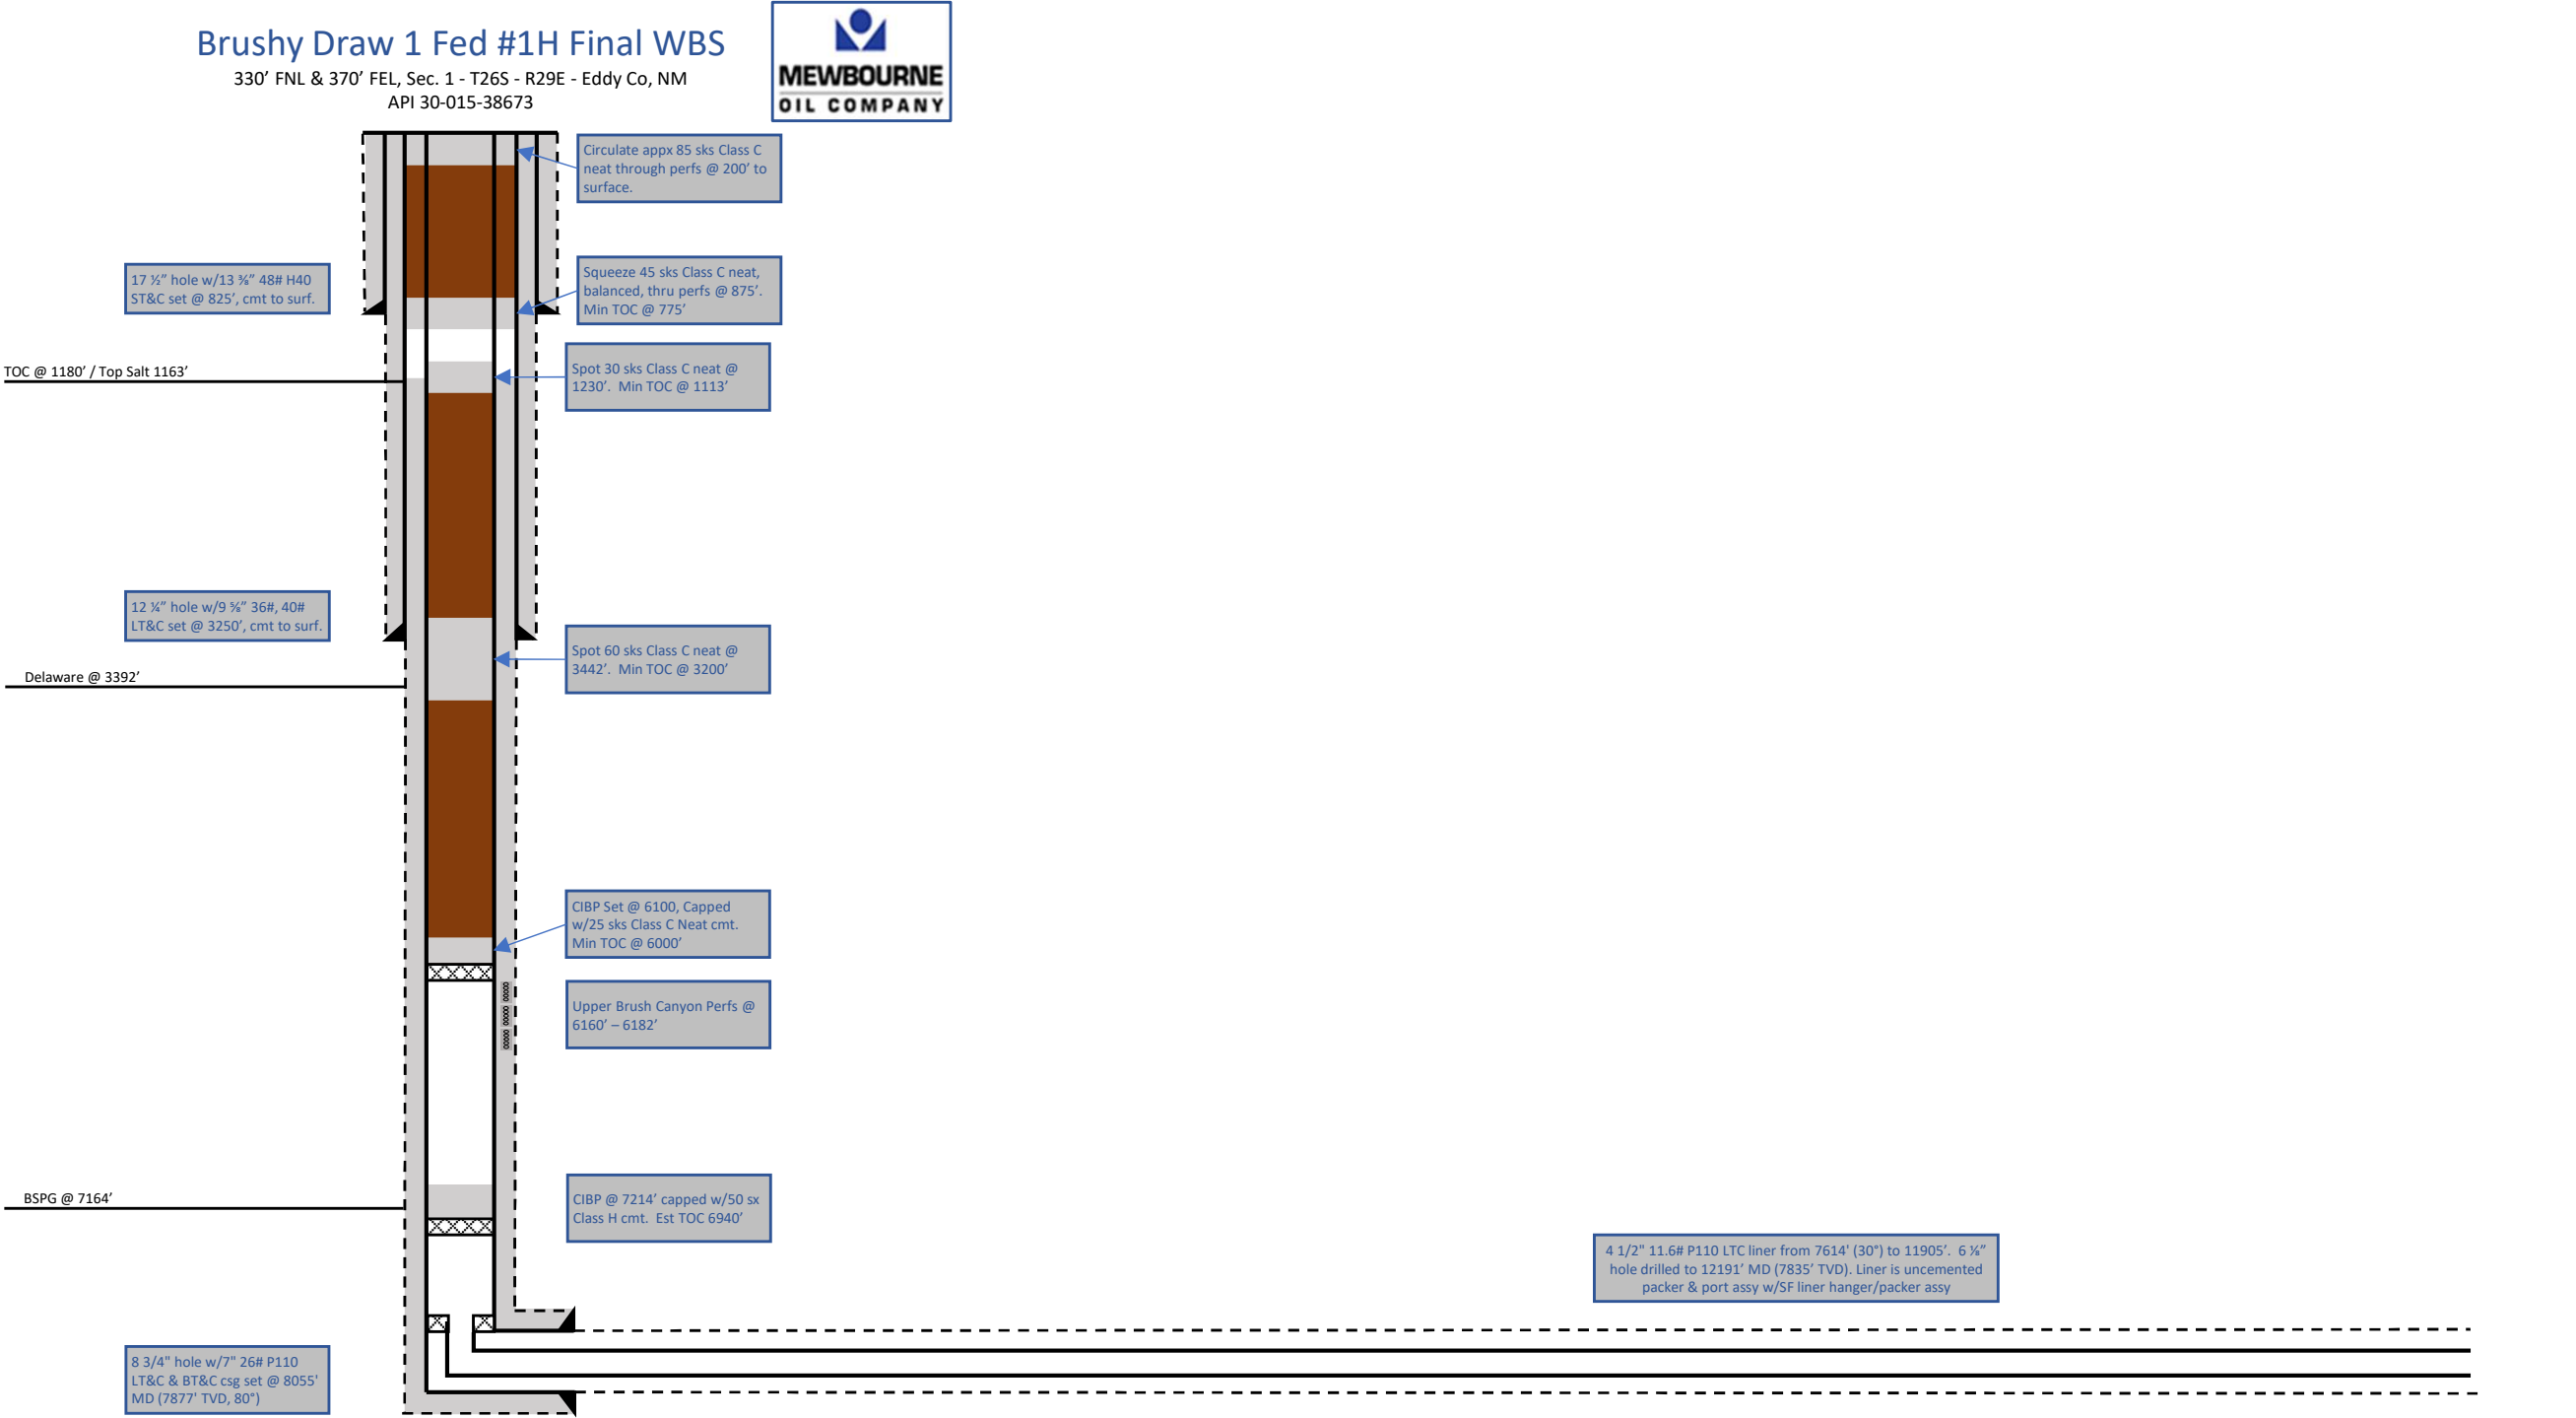 Brushy Draw 1 Fed #1H Final WBS
330’ FNL & 370’ FEL, Sec. 1 - T26S - R29E - Eddy Co, NM
API 30-015-38673
MEWBOURNE
OIL COMPANY
Circulate appx 85 sks Class C
neat through perfs @ 200’ to
surface.
17 ½” hole w/13 ⅜” 48# H40
ST&C set @ 825’, cmt to surf.
Squeeze 45 sks Class C neat,
balanced, thru perfs @ 875’.
Min TOC @ 775’
TOC @ 1180’ / Top Salt 1163’
Spot 30 sks Class C neat @
1230’.  Min TOC @ 1113’
12 ¼” hole w/9 ⅝” 36#, 40#
LT&C set @ 3250’, cmt to surf.
Spot 60 sks Class C neat @
3442’.  Min TOC @ 3200’
Delaware @ 3392’
CIBP Set @ 6100, Capped
w/25 sks Class C Neat cmt.
Min TOC @ 6000’
Upper Brush Canyon Perfs @
6160’ – 6182’
BSPG @ 7164’
CIBP @ 7214’ capped w/50 sx
Class H cmt.  Est TOC 6940’
4 1/2" 11.6# P110 LTC liner from 7614' (30°) to 11905’.  6 ⅛”
hole drilled to 12191’ MD (7835’ TVD). Liner is uncemented
packer & port assy w/SF liner hanger/packer assy
8 3/4" hole w/7" 26# P110
LT&C & BT&C csg set @ 8055'
MD (7877' TVD, 80°)